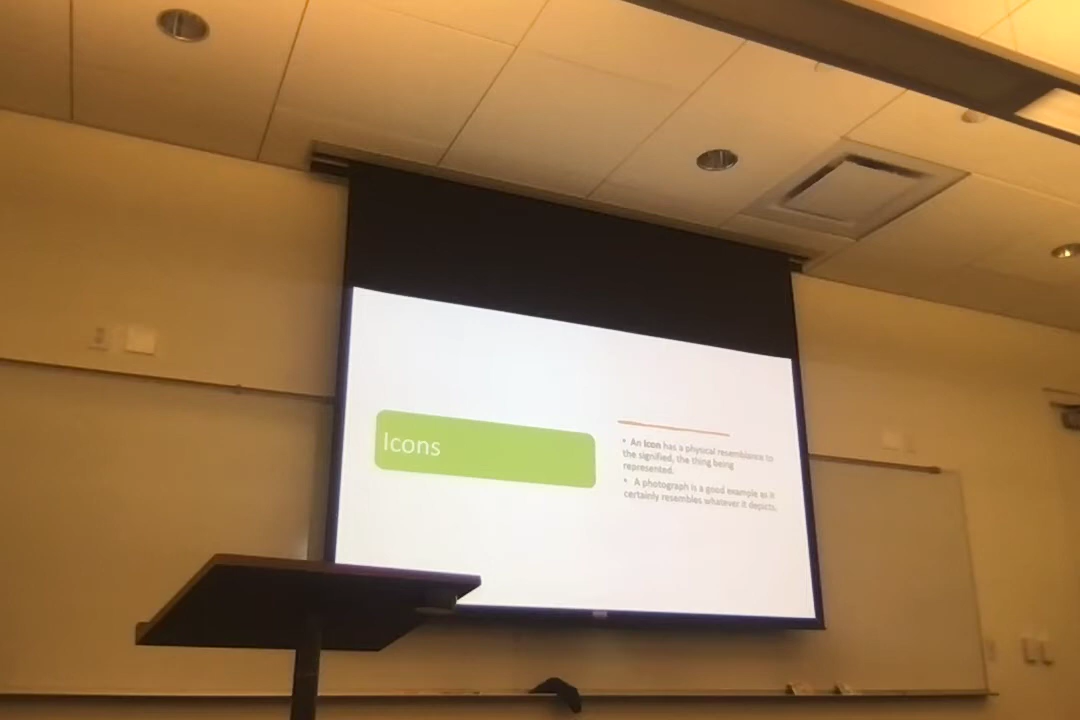 Icons
• An Icon has a physical resemblance to
the signified, the thing being
represented.
• A photograph is a good example as it
certainly resembles whatever it depicts.